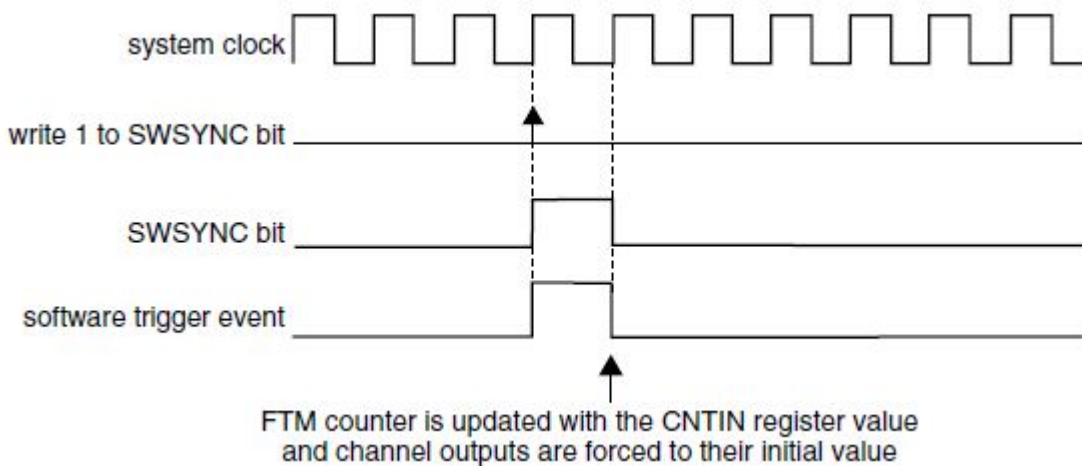 system clock
write 1 to SWSYNC bit
SWSYNC bit
software trigger event
FTM counter is updated with the CNTIN register value
and channel outputs are forced to their initial value